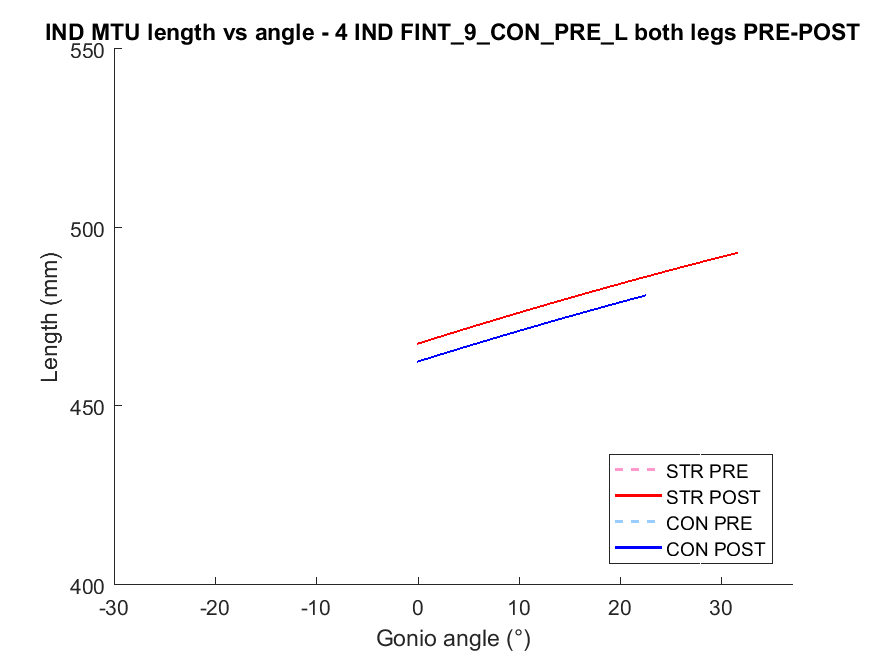 IND MTU length vs angle - 4 IND FINT_9_CON_PRE_L both legs PRE-POST
550
500
450
400
Length (mm)
-30
-20
-10
0
10
20
30
Gonio angle (°)
STR PRE
STR POST
CON PRE
CON POST